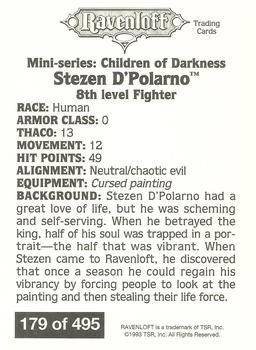 Ravenloft
Trading
Cards
Mini-series: Children of Darkness
Stezen D'Polarno™
8th level Fighter
RACE: Human
ARMOR CLASS: 0
THACO: 13
MOVEMENT: 12
HIT POINTS: 49
ALIGNMENT: Neutral/chaotic evil
EQUIPMENT: Cursed painting
BACKGROUND: Stezen D'Polarno had a
great love of life, but he was scheming
and self-serving. When he betrayed the
king, half of his soul was trapped in a por-
trait—the half that was vibrant. When
Stezen came to Ravenloft, he discovered
that once a season he could regain his
vibrancy by forcing people to look at the
painting and then stealing their life force.
179 of 495
RAVENLOFT is a trademark of TSR, Inc.
©1993 TSR, Inc. All Rights Reserved.